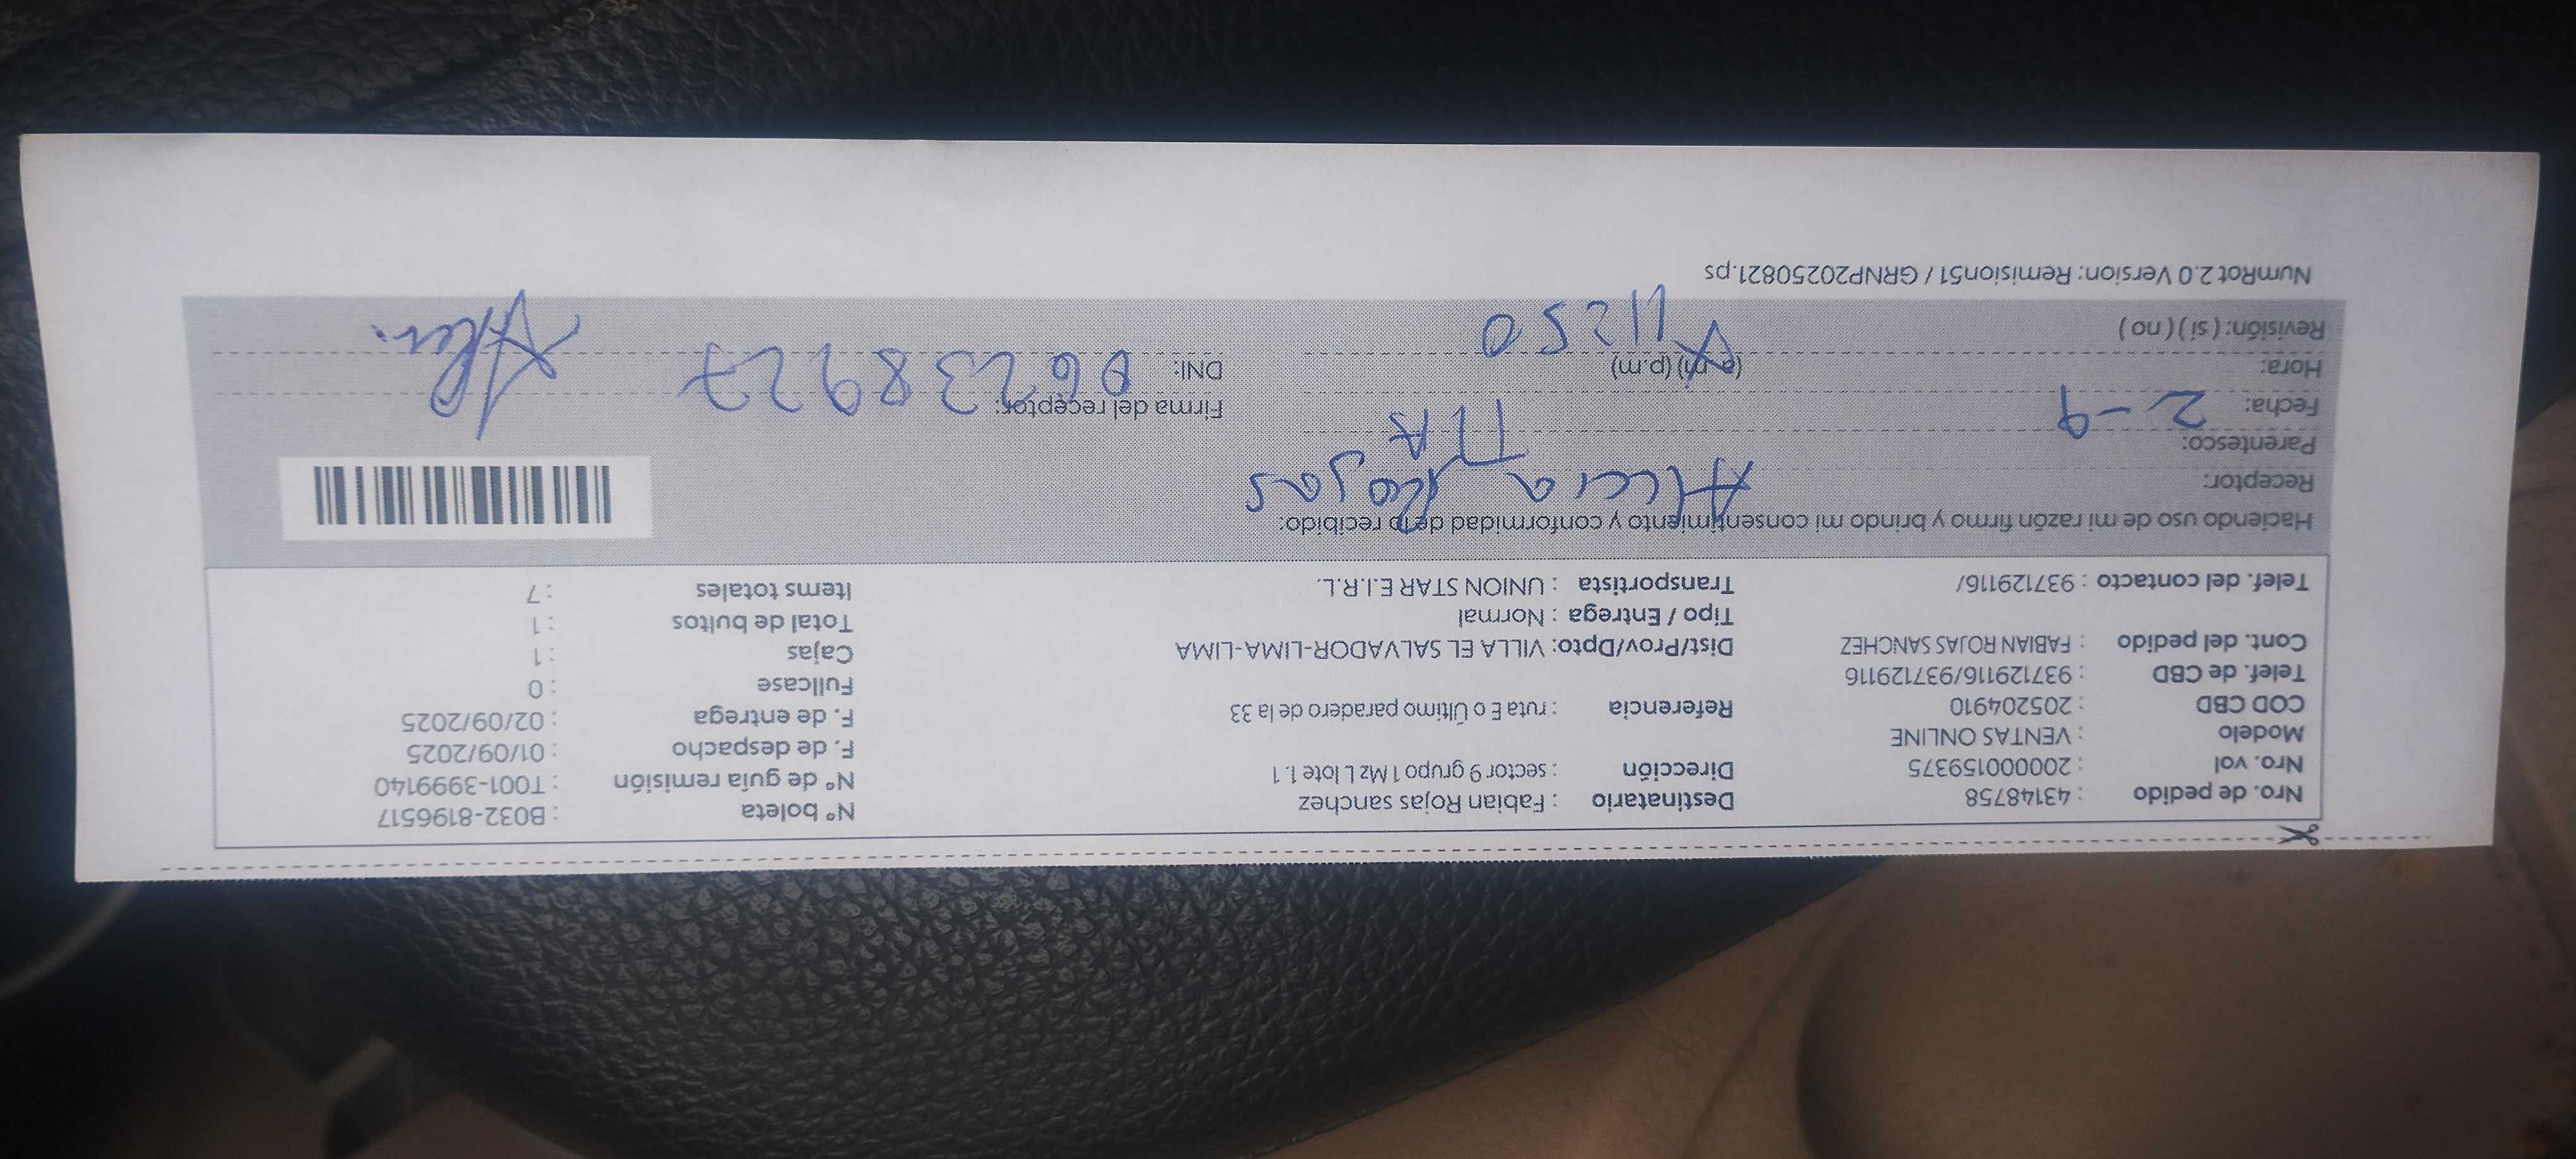 Nro. de pedido : 43148758
Nro. vol : 200000159375
Modelo : VENTAS ONLINE
COD CBD : 205204910
Telef. de CBD : 937129116/937129116
Cont. del pedido : FABIAN ROJAS SANCHEZ
Telef. del contacto : 937129116/
Destinatario : Fabian Rojas sanchez
Dirección : sector 9 grupo 1 Mz L lote 1. 1
Referencia : ruta E o Último paradero de la 33
Dist/Prov/Dpto: VILLA EL SALVADOR-LIMA-LIMA
Tipo / Entrega : Normal
Transportista : UNION STAR E.I.R.L.
Nº boleta : B032-8196517
Nº de guía remisión : T001-3999140
F. de despacho : 01/09/2025
F. de entrega : 02/09/2025
Fullcase : 0
Cajas : 1
Total de bultos : 1
Items totales : 7
Haciendo uso de mi razón firmo y brindo mi consentimiento y conformidad de lo recibido:
Receptor: Alcira Rojas
Parentesco: TIA
Fecha: 2-9
Hora: (a.m) (p.m) 11:50
Revisión: ( si ) ( no )
Firma del receptor:
DNI: 06238927
NumRot 2.0 Version: Remision51 / GRNP20250821.ps